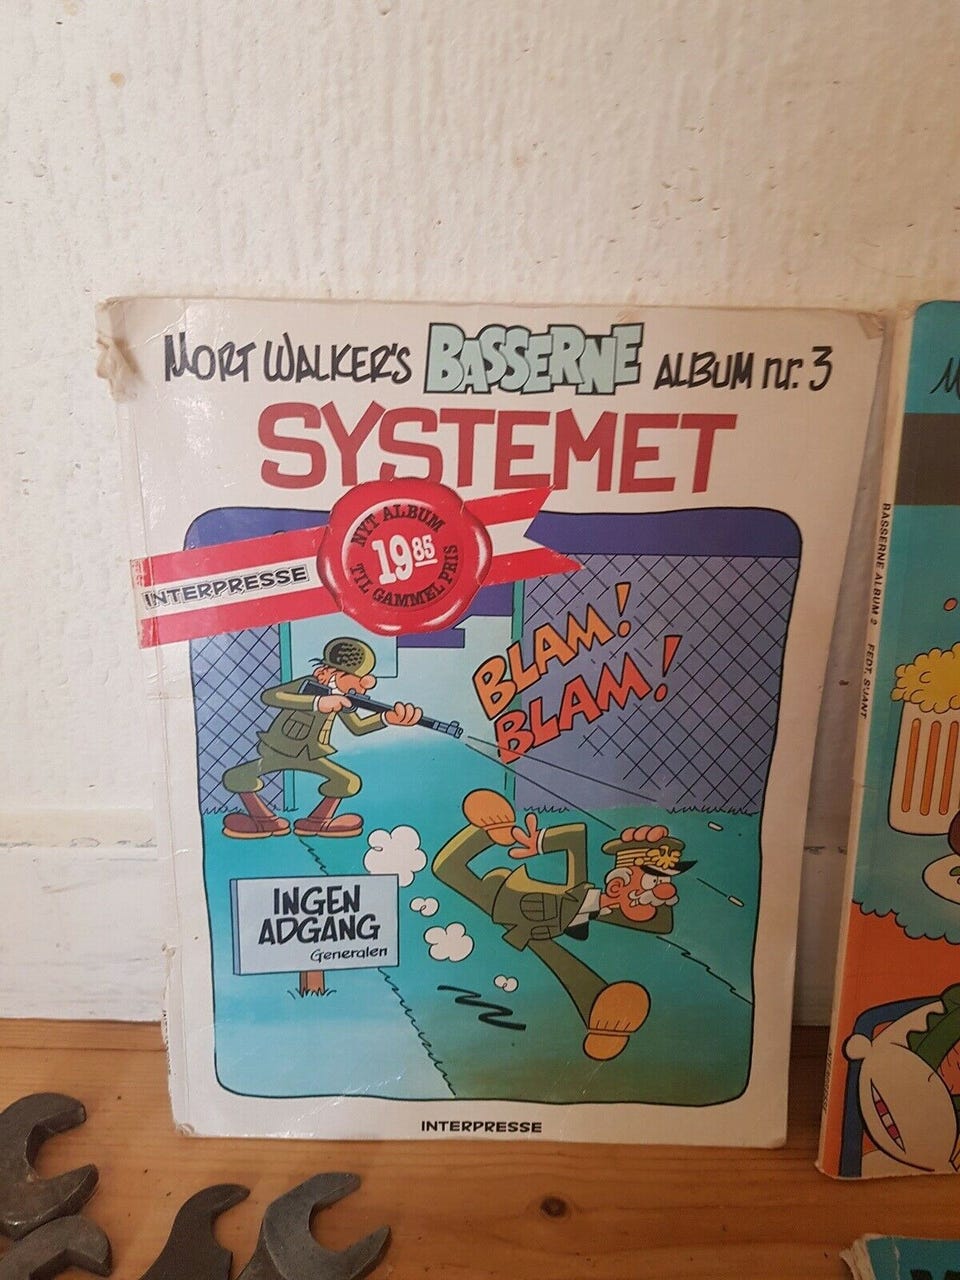 MORT WALKER'S BASSERNE ALBUM nr. 3
SYSTEMET
INTERPRESSE
NYT ALBUM
19 85
TIL GAMMEL PRIS
BLAM!
BLAM!
INGEN
ADGANG
Generalen
INTERPRESSE
BASSERNE ALBUM 2